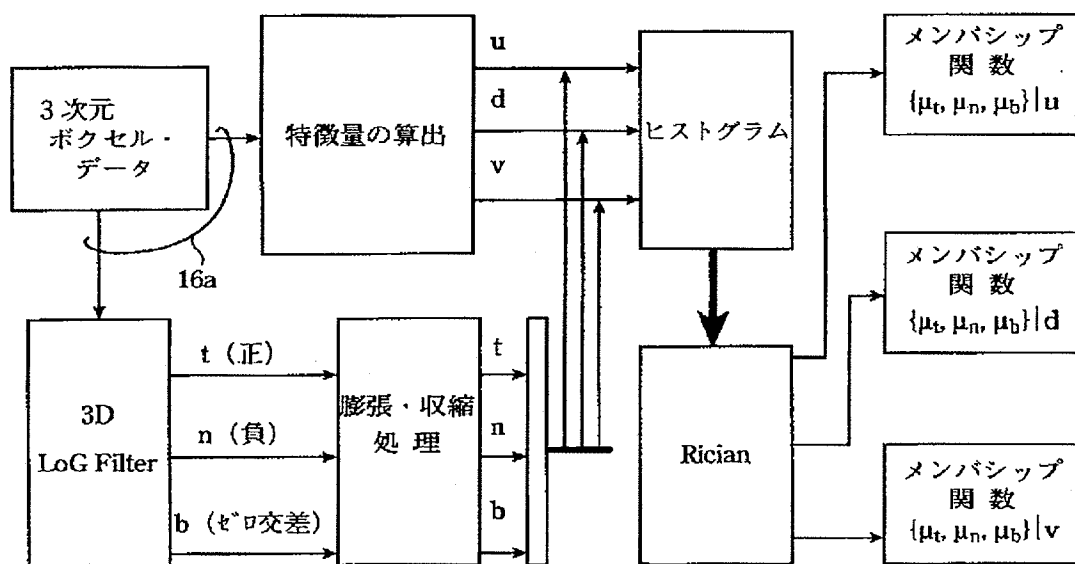 3 次元
ボクセル・
データ
16a
特徴量の算出
u
d
v
ヒストグラム
メンバシップ
関 数
{μt, μn, μb}|u
メンバシップ
関 数
{μt, μn, μb}|d
メンバシップ
関 数
{μt, μn, μb}|v
3D
LoG Filter
t (正)
n (負)
b (ゼロ交差)
膨張・収縮
処 理
t
n
b
Rician